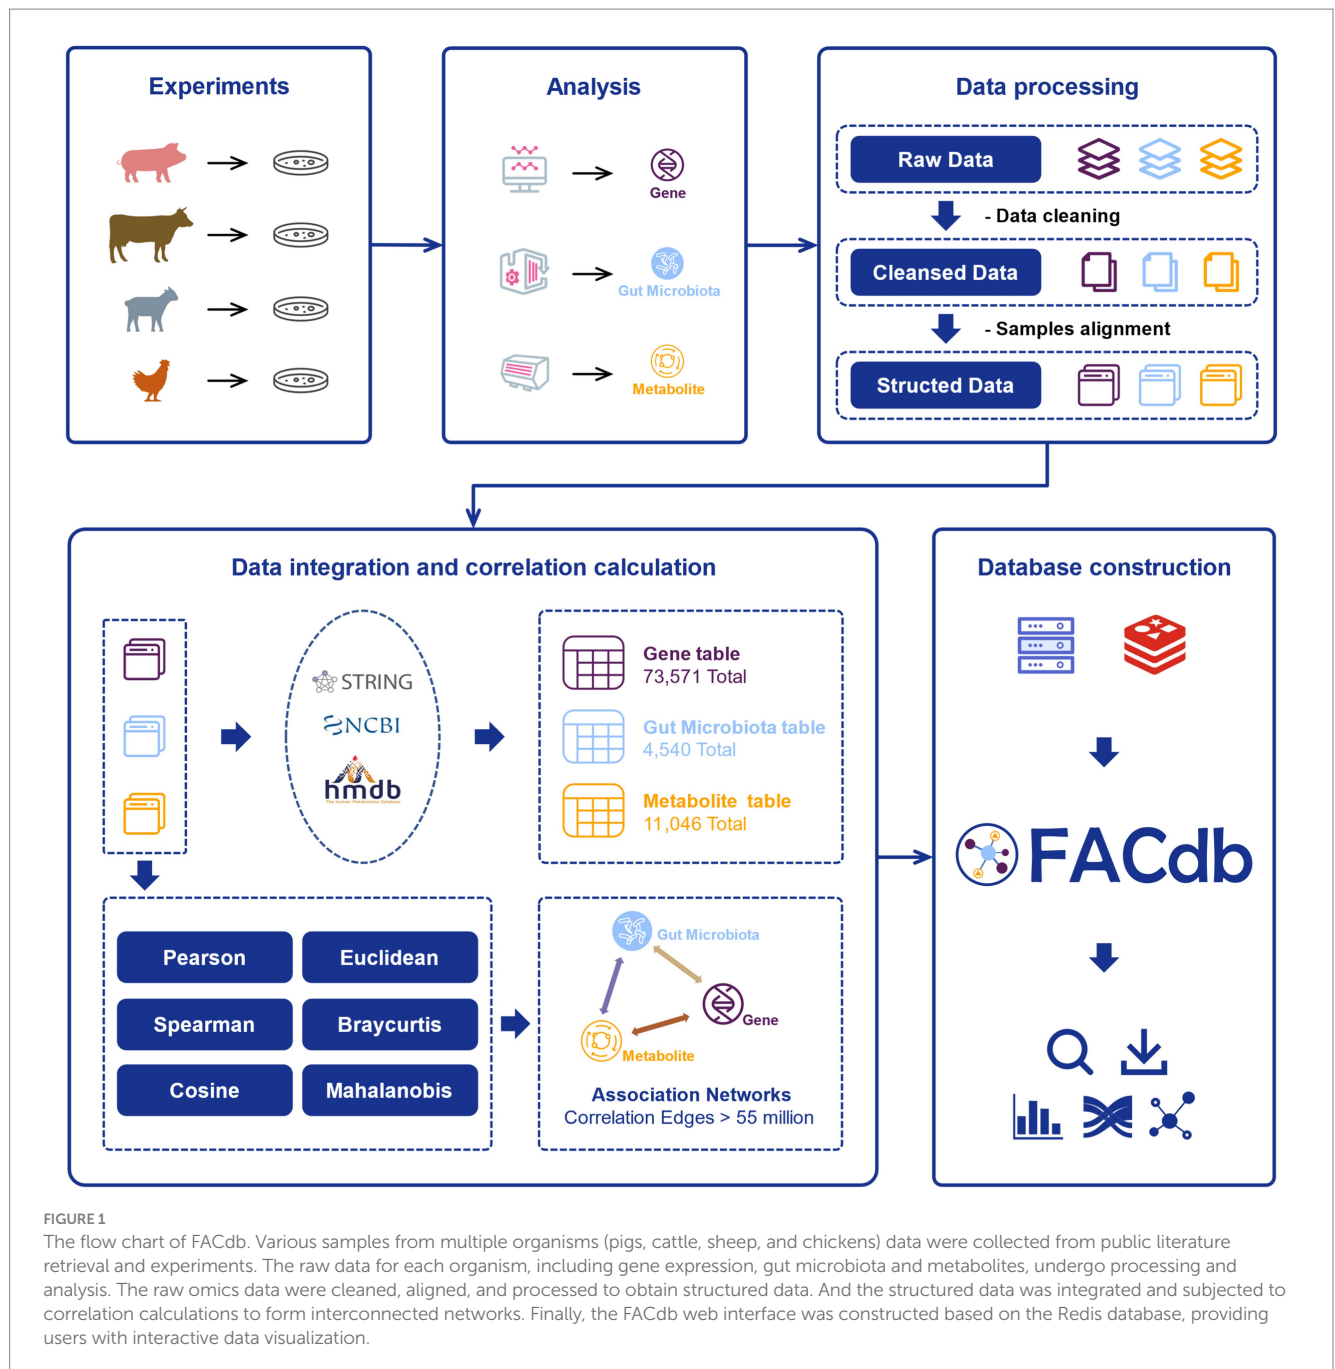 Experiments
Analysis
Gene
Gut Microbiota
Metabolite
Data processing
Raw Data
- Data cleaning
Cleansed Data
- Samples alignment
Structed Data
Data integration and correlation calculation
STRING
NCBI
hmdb
The Human Metabolome Database
Gene table
73,571 Total
Gut Microbiota table
4,540 Total
Metabolite table
11,046 Total
Pearson
Euclidean
Spearman
Braycurtis
Cosine
Mahalanobis
Gut Microbiota
Gene
Metabolite
Association Networks
Correlation Edges > 55 million
Database construction
FACdb
FIGURE 1
The flow chart of FACdb. Various samples from multiple organisms (pigs, cattle, sheep, and chickens) data were collected from public literature
retrieval and experiments. The raw data for each organism, including gene expression, gut microbiota and metabolites, undergo processing and
analysis. The raw omics data were cleaned, aligned, and processed to obtain structured data. And the structured data was integrated and subjected to
correlation calculations to form interconnected networks. Finally, the FACdb web interface was constructed based on the Redis database, providing
users with interactive data visualization.